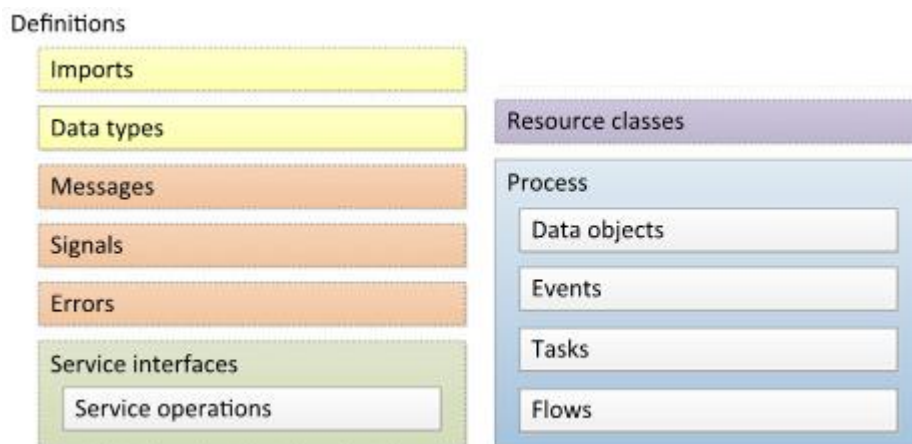 Definitions
Imports
Data types
Messages
Signals
Errors
Service interfaces
Service operations
Resource classes
Process
Data objects
Events
Tasks
Flows